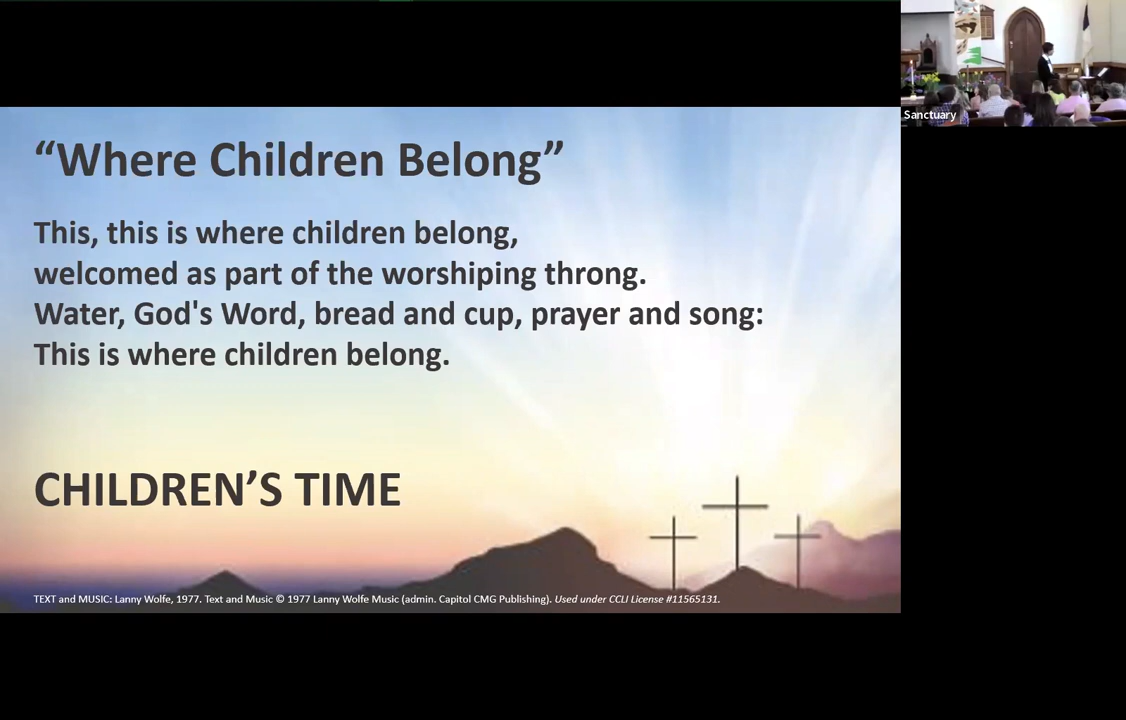 “Where Children Belong”
This, this is where children belong,
welcomed as part of the worshiping throng.
Water, God's Word, bread and cup, prayer and song:
This is where children belong.
CHILDREN’S TIME
TEXT and MUSIC: Lanny Wolfe, 1977. Text and Music © 1977 Lanny Wolfe Music (admin. Capitol CMG Publishing). Used under CCLI License #11565131.
Sanctuary